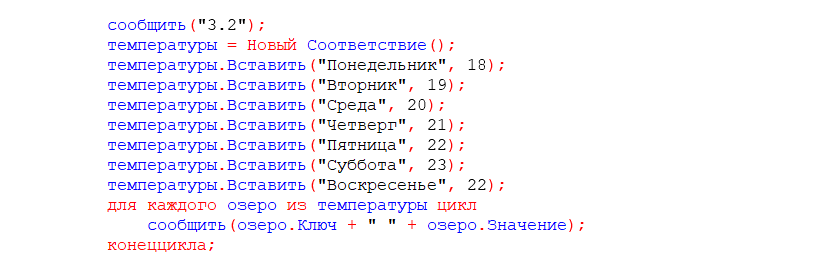 сообщить("3.2");
температуры = Новый Соответствие();
температуры.Вставить("Понедельник", 18);
температуры.Вставить("Вторник", 19);
температуры.Вставить("Среда", 20);
температуры.Вставить("Четверг", 21);
температуры.Вставить("Пятница", 22);
температуры.Вставить("Суббота", 23);
температуры.Вставить("Воскресенье", 22);
для каждого озеро из температуры цикл
    сообщить(озеро.Ключ + " " + озеро.Значение);
конеццикла;